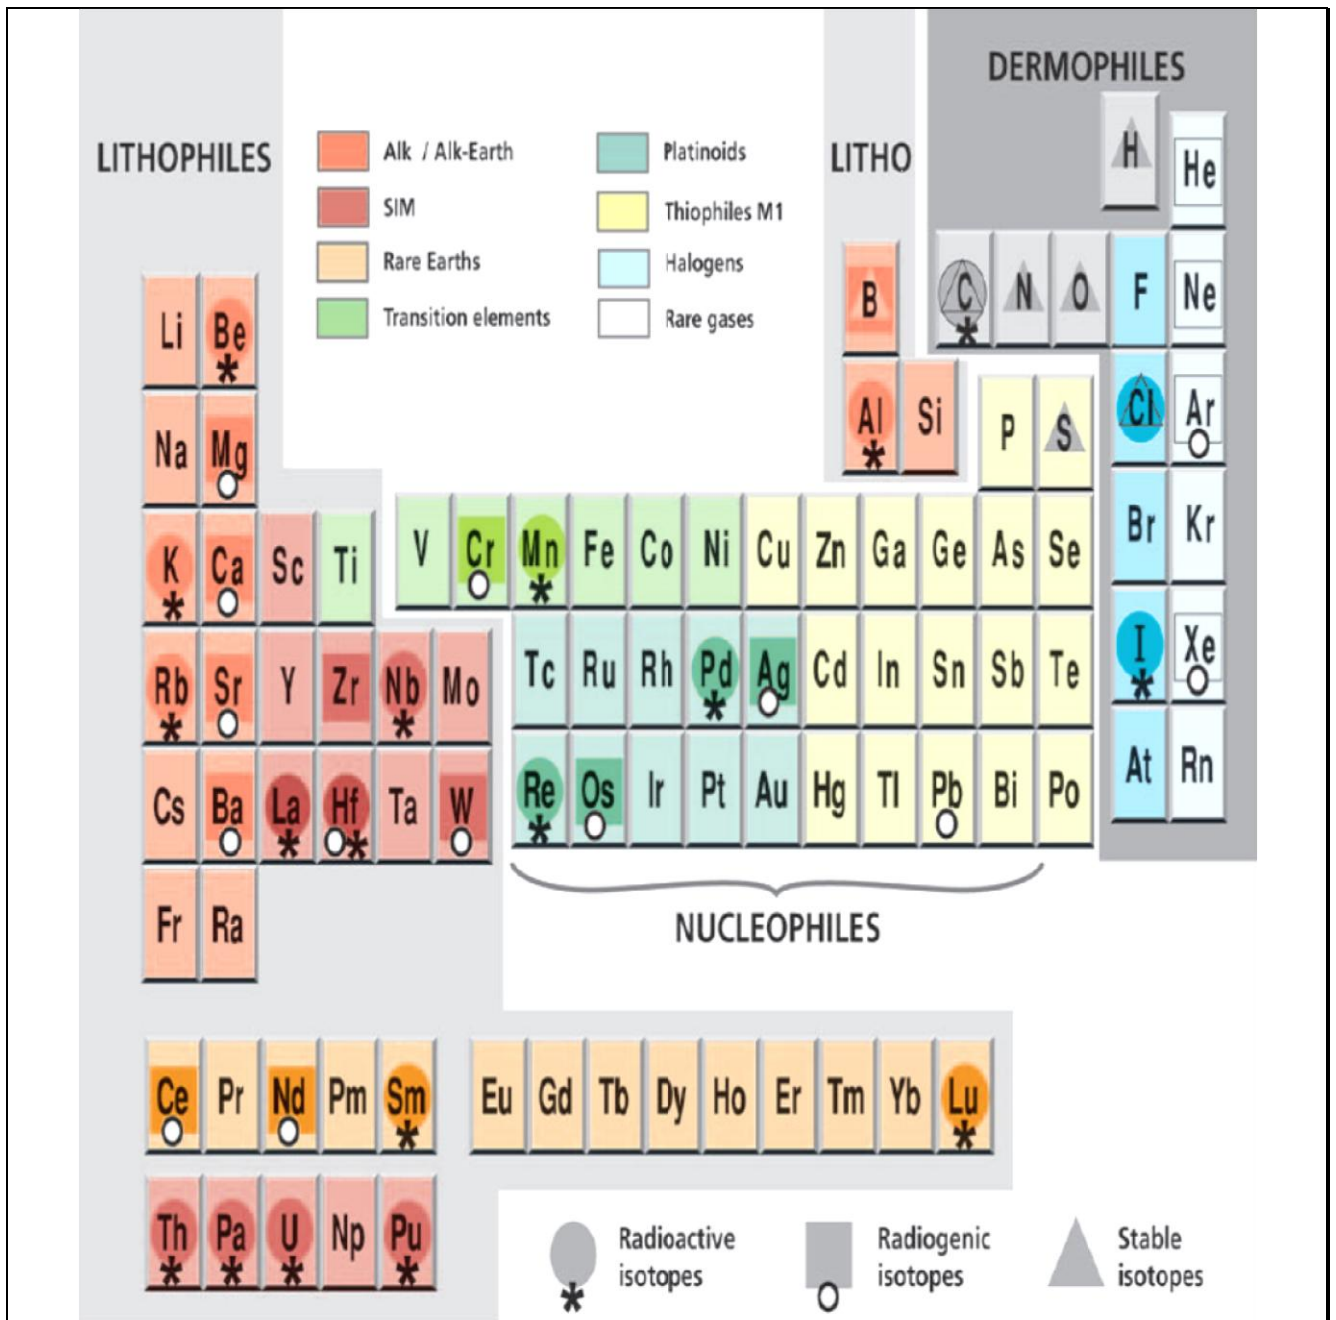 DERMOPHILES
LITHOPHILES
LITHO
Alk / Alk-Earth
SIM
Rare Earths
Transition elements
Platinoids
Thiophiles M1
Halogens
Rare gases
H He
Li Be B C N O F Ne
* *
Na Mg Al Si P S Cl Ar
*
K Ca Sc Ti V Cr Mn Fe Co Ni Cu Zn Ga Ge As Se Br Kr
* *
Rb Sr Y Zr Nb Mo Tc Ru Rh Pd Ag Cd In Sn Sb Te I Xe
* * * *
Cs Ba La Hf Ta W Re Os Ir Pt Au Hg Tl Pb Bi Po At Rn
* * *
Fr Ra
NUCLEOPHILES
Ce Pr Nd Pm Sm Eu Gd Tb Dy Ho Er Tm Yb Lu
* *
Th Pa U Np Pu
* * * *
Radioactive
isotopes
*
Radiogenic
isotopes
Stable
isotopes